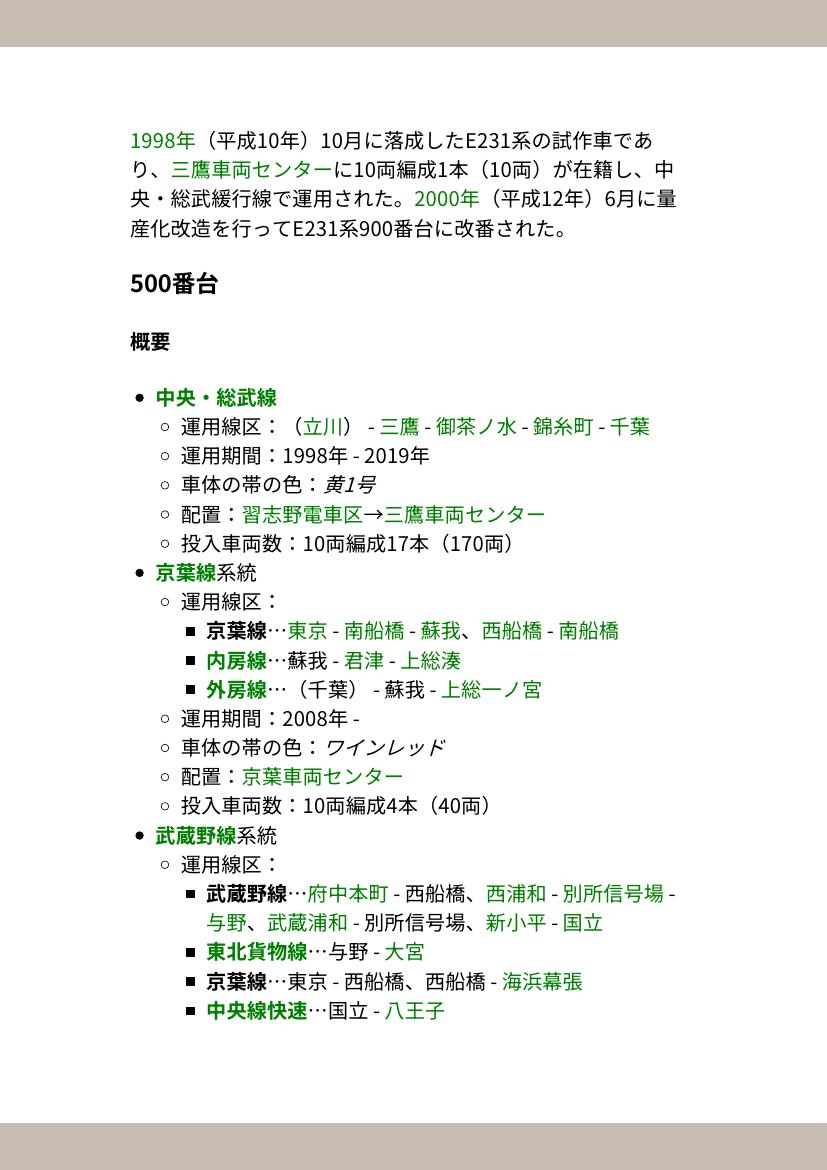 1998年（平成10年）10月に落成したE231系の試作車であ
り、三鷹車両センターに10両編成1本（10両）が在籍し、中
央・総武緩行線で運用された。2000年（平成12年）6月に量
産化改造を行ってE231系900番台に改番された。
500番台
概要
• 中央・総武線
○ 運用線区：（立川） - 三鷹 - 御茶ノ水 - 錦糸町 - 千葉
○ 運用期間：1998年 - 2019年
○ 車体の帯の色：黄1号
○ 配置：習志野電車区→三鷹車両センター
○ 投入車両数：10両編成17本（170両）
• 京葉線系統
○ 運用線区：
■ 京葉線…東京 - 南船橋 - 蘇我、西船橋 - 南船橋
■ 内房線…蘇我 - 君津 - 上総湊
■ 外房線…（千葉） - 蘇我 - 上総一ノ宮
○ 運用期間：2008年 -
○ 車体の帯の色：ワインレッド
○ 配置：京葉車両センター
○ 投入車両数：10両編成4本（40両）
• 武蔵野線系統
○ 運用線区：
■ 武蔵野線…府中本町 - 西船橋、西浦和 - 別所信号場 -
与野、武蔵浦和 - 別所信号場、新小平 - 国立
■ 東北貨物線…与野 - 大宮
■ 京葉線…東京 - 西船橋、西船橋 - 海浜幕張
■ 中央線快速…国立 - 八王子